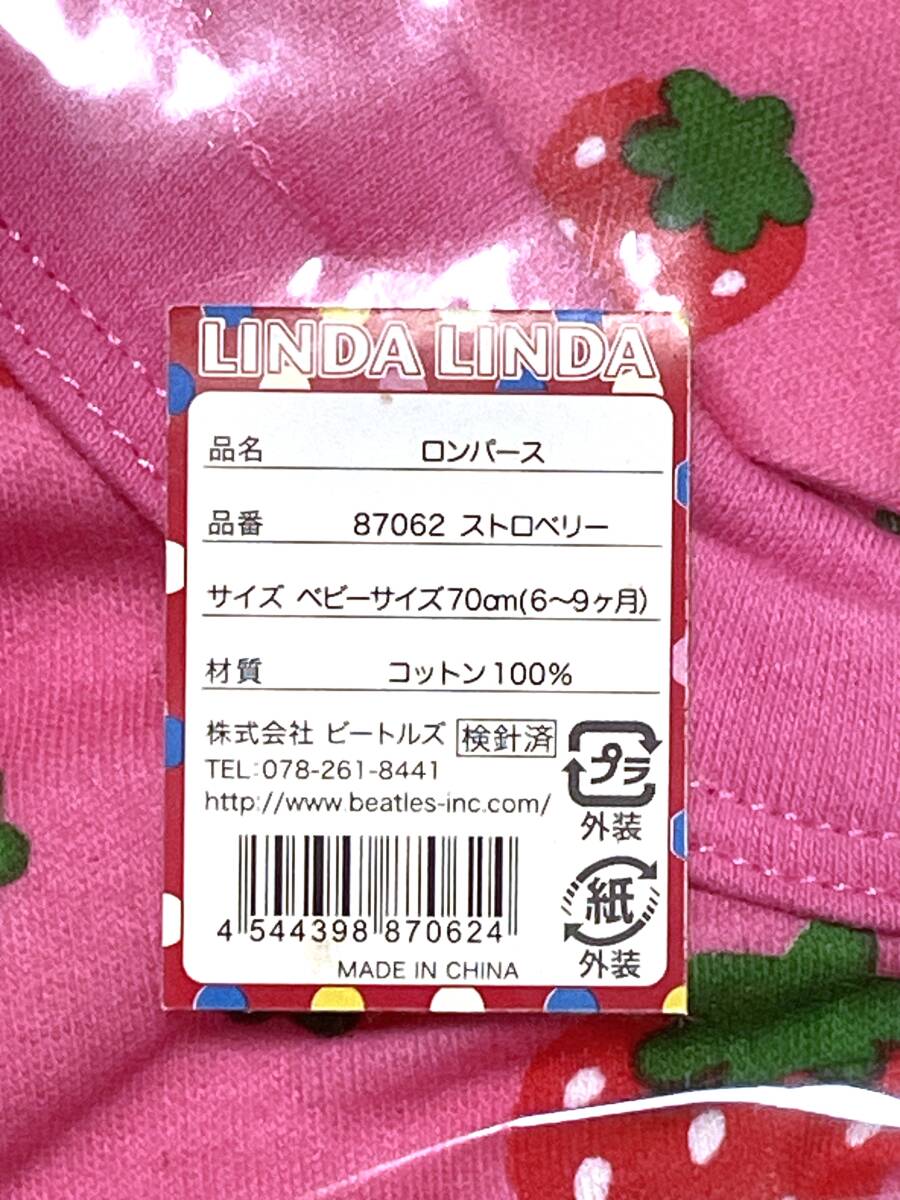 LINDA LINDA
品名 ロンパース
品番 87062 ストロベリー
サイズ ベビーサイズ70cm(6〜9ヶ月)
材質 コットン100%
株式会社 ビートルズ 検針済
TEL:078-261-8441
http://www.beatles-inc.com/
プラ
外装
紙
外装
4 544398 870624
MADE IN CHINA